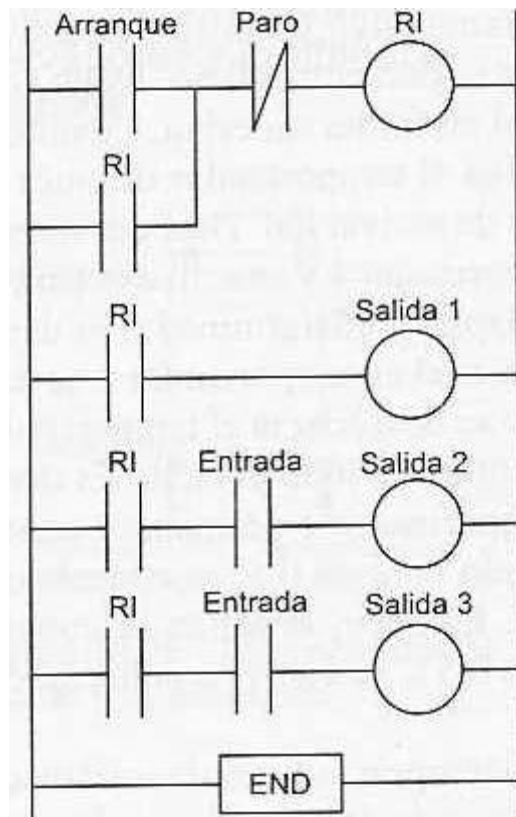 Arranque Paro RI
RI
RI Salida 1
RI Entrada Salida 2
RI Entrada Salida 3
END